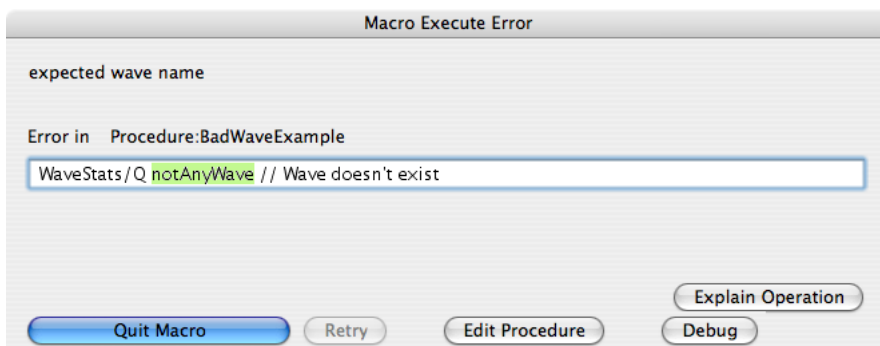 Macro Execute Error
expected wave name
Error in Procedure:BadWaveExample
WaveStats/Q notAnyWave // Wave doesn't exist
Explain Operation
Quit Macro Retry Edit Procedure Debug